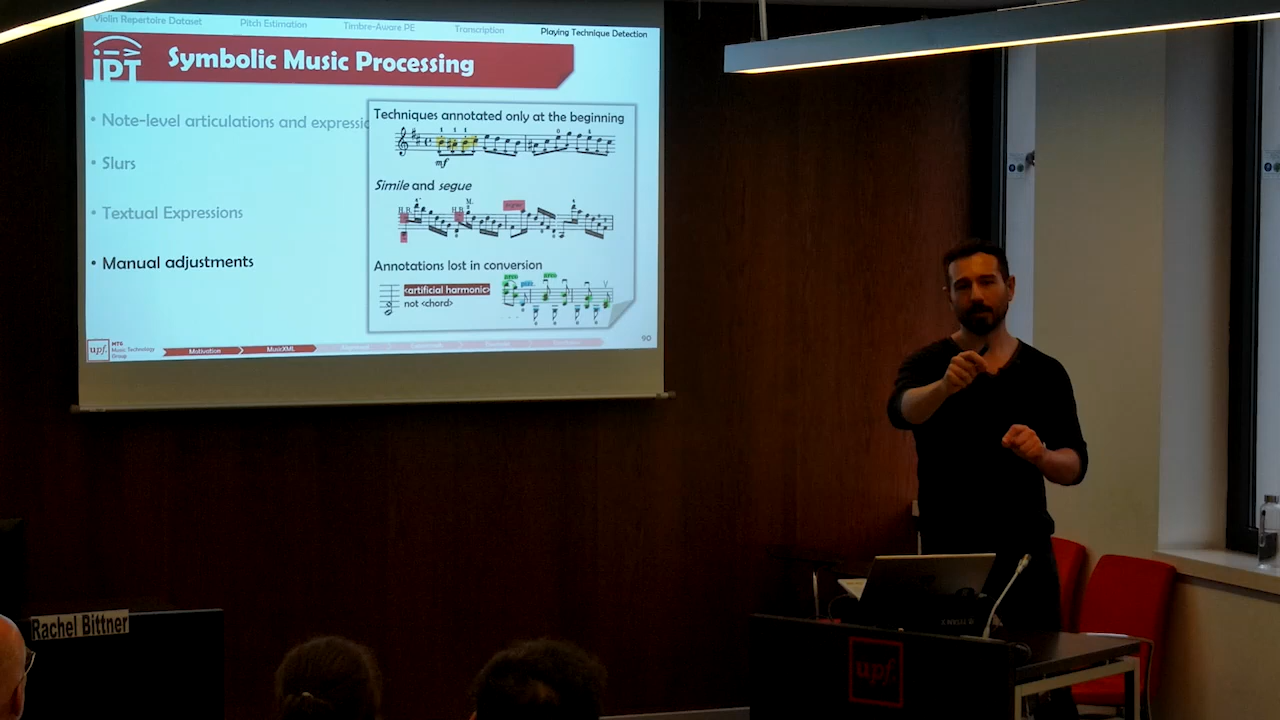 Violin Repertoire Dataset Pitch Estimation Timbre-Aware PE Transcription Playing Technique Detection
iPT
Symbolic Music Processing
• Note-level articulations and expressio
• Slurs
• Textual Expressions
• Manual adjustments
Techniques annotated only at the beginning
mf
Simile and segue
Annotations lost in conversion
<artificial harmonic>
not <chord>
upf.
MTG
Music Technology
Group
Motivation MusicXML
90
Rachel Bittner
upf.